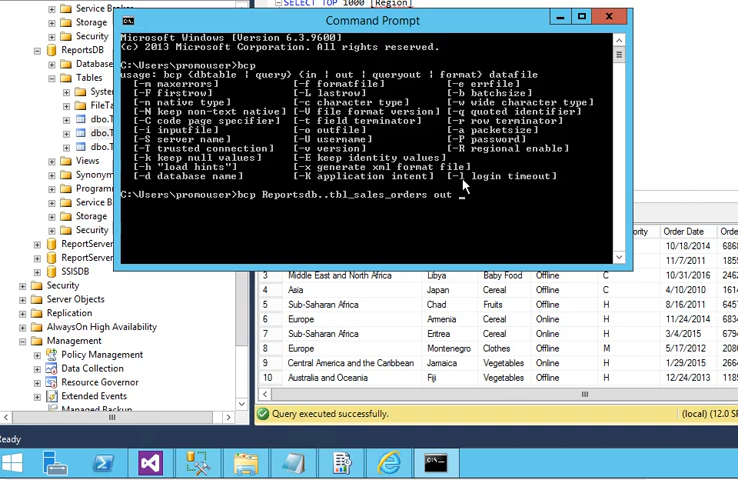 Service Broker
Storage
Security
ReportsDB
Tables
dbo.T
dbo.T
dbo.T
Views
Synonym
Service
Storage
Security
ReportServer
ReportServer
SSISDB
Security
Server Objects
Replication
AlwaysOn High Availability
Management
Policy Management
Data Collection
Resource Governor
Extended Events
Managed Backup
Ready
SELECT TOP 1000 [Region]
Command Prompt
Microsoft Windows [Version 6.3.9600]
(c) 2013 Microsoft Corporation. All rights reserved.
C:\Users\promouser>bcp
usage: bcp {dbtable | query} {in | out | queryout | format} datafile
[-m maxerrors] [-f formatfile] [-e errfile]
[-F firstrow] [-L lastrow] [-b batchsize]
[-n native type] [-c character type] [-w wide character type]
[-N keep non-text native] [-U file format version] [-q quoted identifier]
[-C code page specifier] [-t field terminator] [-r row terminator]
[-i inputfile] [-o outfile] [-a packetsize]
[-S server name] [-U username] [-P password]
[-T trusted connection] [-v version] [-R regional enable]
[-k keep null values] [-E keep identity values]
[-h "load hints"] [-x generate xml format file]
[-d database name] [-K application intent] [-l login timeout]
C:\Users\promouser>bcp Reportsdb..tbl_sales_orders out _
Order Date
10/18/2014
11/7/2011
3 Middle East and North Africa Libya Baby Food Offline C 10/31/2016
4 Asia Japan Cereal Offline C 4/10/2010
5 Sub-Saharan Africa Chad Fruits Offline H 8/16/2011
6 Europe Armenia Cereal Online H 11/24/2014
7 Sub-Saharan Africa Eritrea Cereal Online H 3/4/2015
8 Europe Montenegro Clothes Offline M 5/17/2012
9 Central America and the Caribbean Jamaica Vegetables Online H 1/29/2015
10 Australia and Oceania Fiji Vegetables Offline H 12/24/2013
Query executed successfully.
(local) (12.0 SP